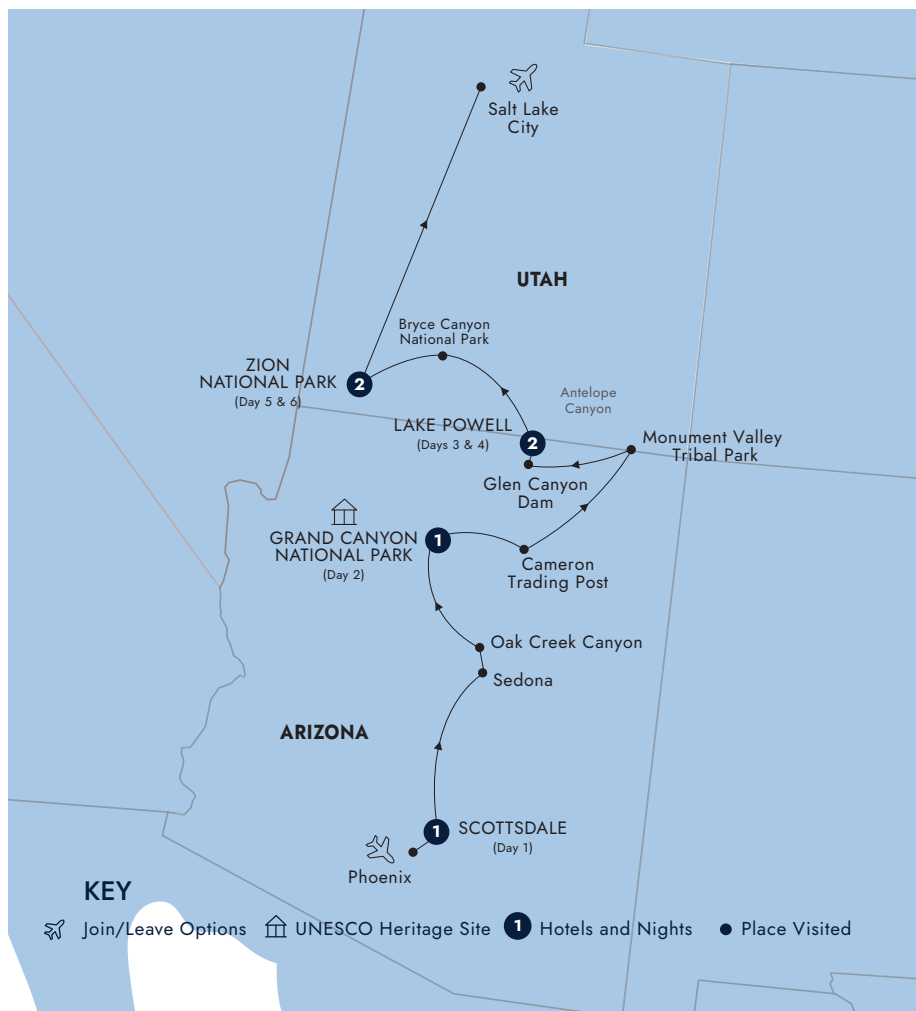 Salt Lake
City
UTAH
Bryce Canyon
National Park
ZION
NATIONAL PARK
(Day 5 & 6)
2
Antelope
Canyon
LAKE POWELL
(Days 3 & 4)
2
Monument Valley
Tribal Park
Glen Canyon
Dam
GRAND CANYON
NATIONAL PARK
(Day 2)
1
Cameron
Trading Post
Oak Creek Canyon
Sedona
ARIZONA
1
SCOTTSDALE
(Day 1)
Phoenix
KEY
Join/Leave Options
UNESCO Heritage Site
1
Hotels and Nights
Place Visited